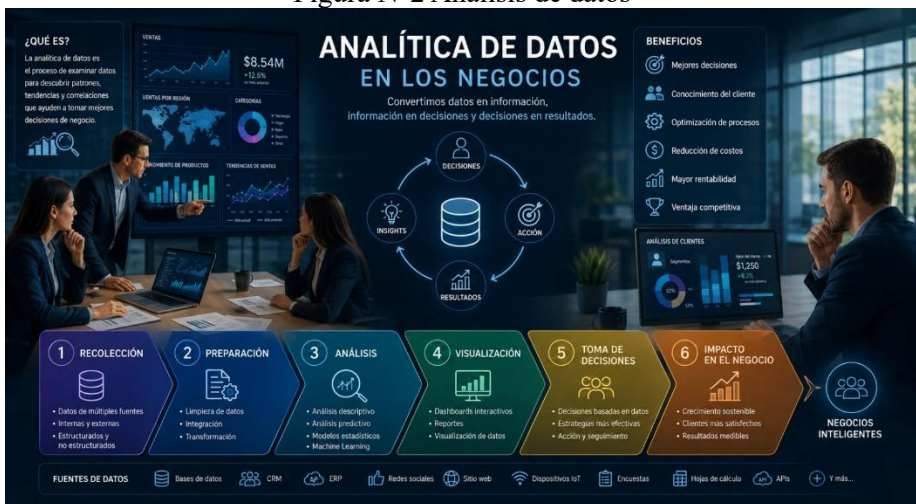 Figura N°2 Análisis de datos
¿QUÉ ES?
La analítica de datos es
el proceso de examinar datos
para descubrir patrones,
tendencias y correlaciones
que ayuden a tomar mejores
decisiones de negocio.
VENTAS
$8.54M
+12.6%
VENTAS POR REGIÓN
CATEGORÍAS
TENDENCIAS DE VENTAS
ANALÍTICA DE DATOS
EN LOS NEGOCIOS
Convertimos datos en información,
información en decisiones y decisiones en resultados.
DECISIONES
ACCIÓN
RESULTADOS
INSIGHTS
BENEFICIOS
Mejores decisiones
Conocimiento del cliente
Optimización de procesos
Reducción de costos
Mayor rentabilidad
Ventaja competitiva
ANÁLISIS DE CLIENTES
Segmentos
$1,250
+8.3%
52%
1 RECOLECCIÓN
• Datos de múltiples fuentes
• Internas y externas
• Estructurados y
no estructurados
2 PREPARACIÓN
• Limpieza de datos
• Integración
• Transformación
3 ANÁLISIS
• Análisis descriptivo
• Análisis predictivo
• Modelos estadísticos
• Machine Learning
4 VISUALIZACIÓN
• Dashboards interactivos
• Reportes
• Visualización de datos
5 TOMA DE
DECISIONES
• Decisiones basadas en datos
• Estrategias más efectivas
• Acción y seguimiento
6 IMPACTO
EN EL NEGOCIO
• Crecimiento sostenible
• Clientes más satisfechos
• Resultados medibles
NEGOCIOS
INTELIGENTES
FUENTES DE DATOS
Bases de datos
CRM
ERP
Redes sociales
Sitio web
Dispositivos IoT
Encuestas
Hojas de cálculo
API
APIs
Y más...